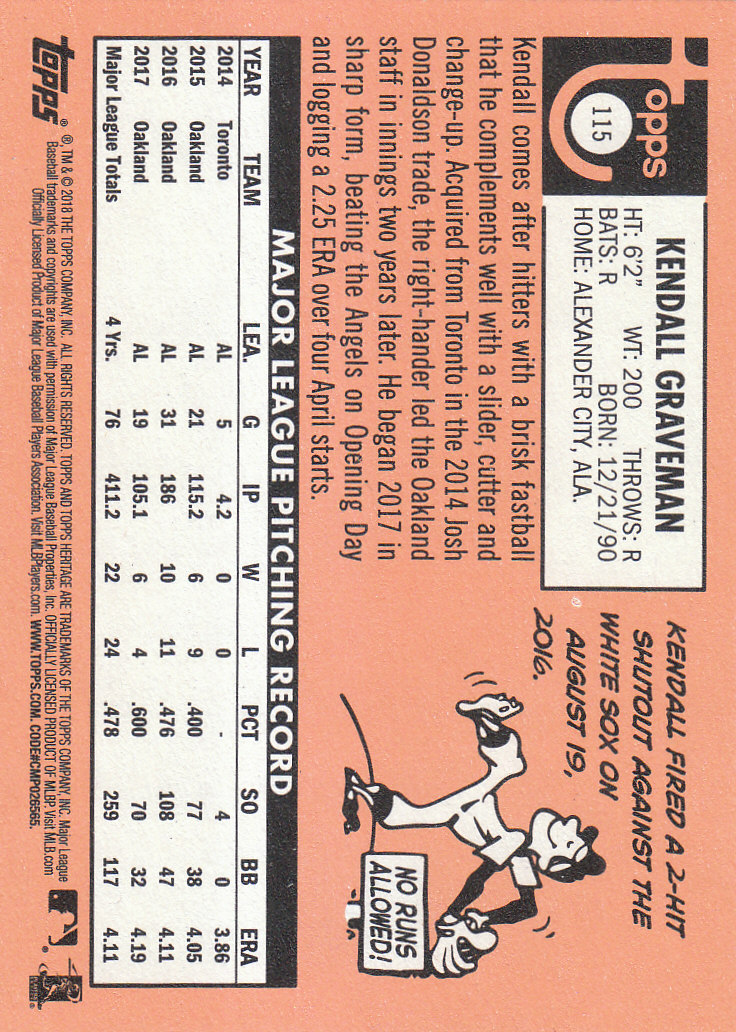 topps
115
KENDALL GRAVEMAN
HT: 6'2" WT: 200 THROWS: R
BATS: R BORN: 12/21/90
HOME: ALEXANDER CITY, ALA.
Kendall comes after hitters with a brisk fastball
that he complements well with a slider, cutter and
change-up. Acquired from Toronto in the 2014 Josh
Donaldson trade, the right-hander led the Oakland
staff in innings two years later. He began 2017 in
sharp form, beating the Angels on Opening Day
and logging a 2.25 ERA over four April starts.
KENDALL FIRED A 2-HIT
SHUTOUT AGAINST THE
WHITE SOX ON
AUGUST 19,
2016.
NO RUNS
ALLOWED!
MAJOR LEAGUE PITCHING RECORD
YEAR TEAM LEA. G IP W L PCT SO BB ERA
2014 Toronto AL 5 4.2 0 0 - 4 0 3.86
2015 Oakland AL 21 115.2 6 9 .400 77 38 4.05
2016 Oakland AL 31 186 10 11 .476 108 47 4.11
2017 Oakland AL 19 105.1 6 4 .600 70 32 4.19
Major League Totals 4 Yrs. 76 411.2 22 24 .478 259 117 4.11
topps®
®, TM & © 2018 THE TOPPS COMPANY, INC. ALL RIGHTS RESERVED. TOPPS AND TOPPS HERITAGE ARE TRADEMARKS OF THE TOPPS COMPANY, INC. Major League
Baseball trademarks and copyrights are used with permission of Major League Baseball Properties, Inc. OFFICIALLY LICENSED PRODUCT OF MLBP. Visit MLB.com
Officially Licensed Product of Major League Baseball Players Association. Visit MLBPlayers.com. WWW.TOPPS.COM. CODE#CMP026565.